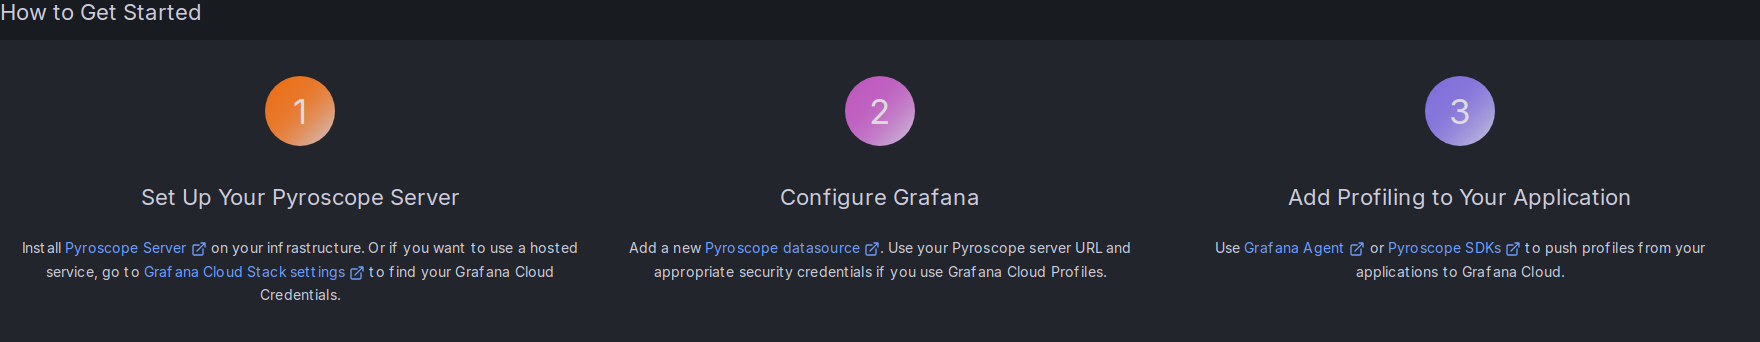 How to Get Started
1
Set Up Your Pyroscope Server
Install Pyroscope Server on your infrastructure. Or if you want to use a hosted
service, go to Grafana Cloud Stack settings to find your Grafana Cloud
Credentials.
2
Configure Grafana
Add a new Pyroscope datasource. Use your Pyroscope server URL and
appropriate security credentials if you use Grafana Cloud Profiles.
3
Add Profiling to Your Application
Use Grafana Agent or Pyroscope SDKs to push profiles from your
applications to Grafana Cloud.